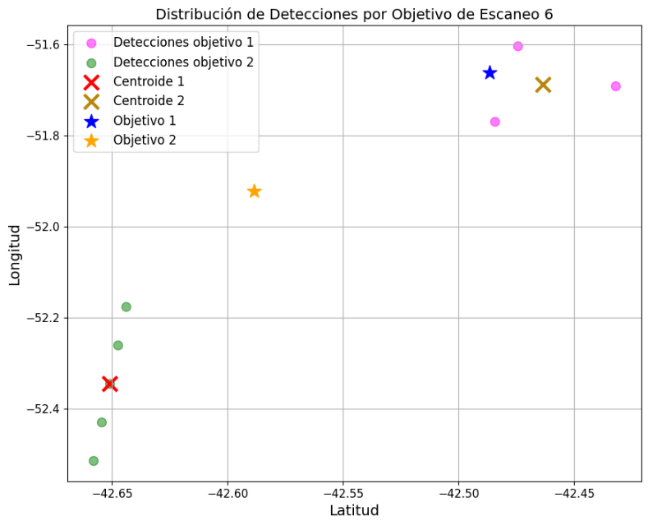 Distribución de Detecciones por Objetivo de Escaneo 6
Detecciones objetivo 1
Detecciones objetivo 2
Centroide 1
Centroide 2
Objetivo 1
Objetivo 2
Longitud
−51.6
−51.8
−52.0
−52.2
−52.4
−42.65 −42.60 −42.55 −42.50 −42.45
Latitud